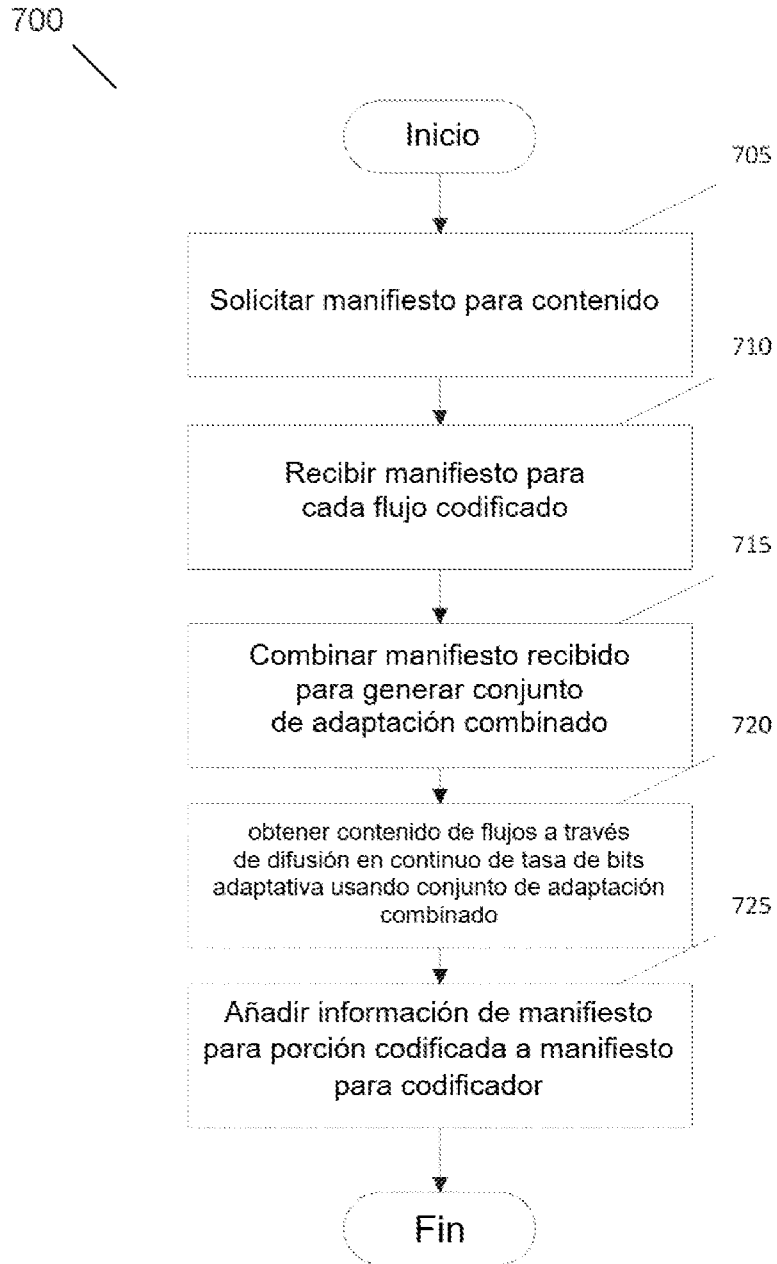 700
Inicio
705
Solicitar manifiesto para contenido
710
Recibir manifiesto para
cada flujo codificado
715
Combinar manifiesto recibido
para generar conjunto
de adaptación combinado
720
obtener contenido de flujos a través
de difusión en continuo de tasa de bits
adaptativa usando conjunto de adaptación
combinado
725
Añadir información de manifiesto
para porción codificada a manifiesto
para codificador
Fin